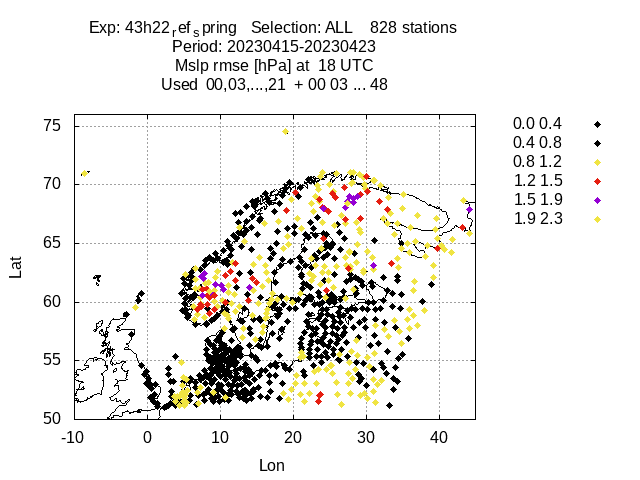 Exp: 43h22refspring Selection: ALL 828 stations
Period: 20230415-20230423
Mslp rmse [hPa] at 18 UTC
Used 00,03,...,21 + 00 03 ... 48
0.0 0.4
0.4 0.8
0.8 1.2
1.2 1.5
1.5 1.9
1.9 2.3
75
70
65
60
55
50
Lat
-10 0 10 20 30 40
Lon